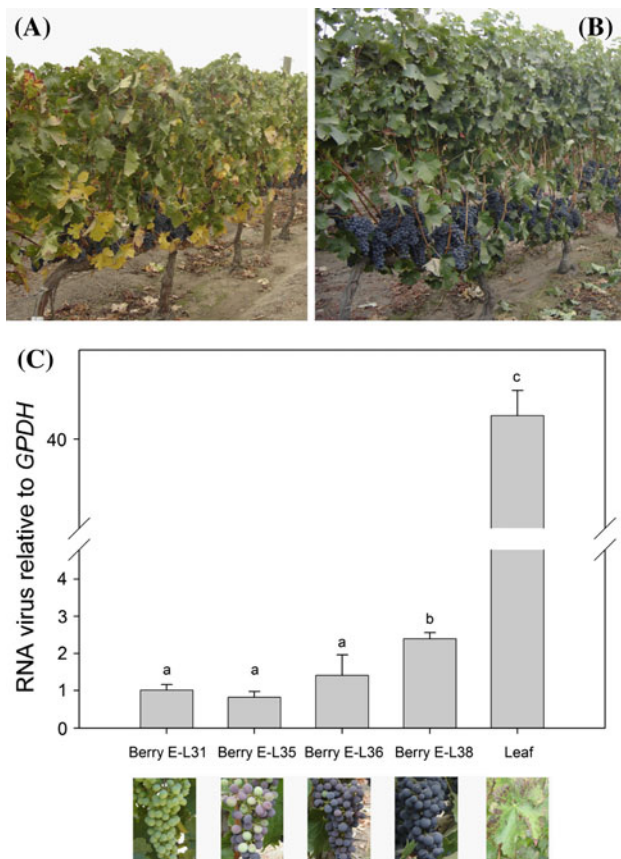 (A)
(B)
(C)
RNA virus relative to GPDH
40
4
3
2
1
0
a
a
a
b
c
Berry E-L31 Berry E-L35 Berry E-L36 Berry E-L38 Leaf